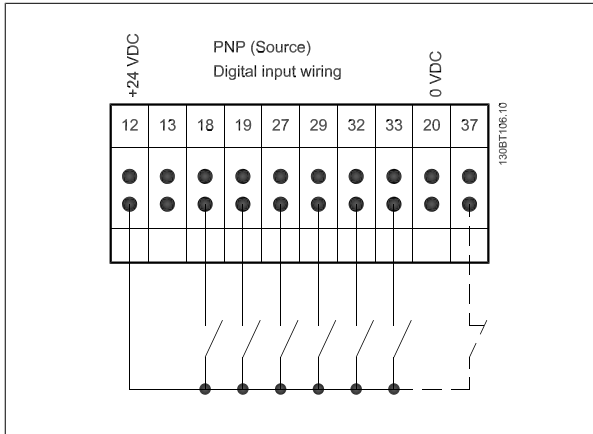 +24 VDC
PNP (Source)
Digital input wiring
0 VDC
12 13 18 19 27 29 32 33 20 37
130BT106.10